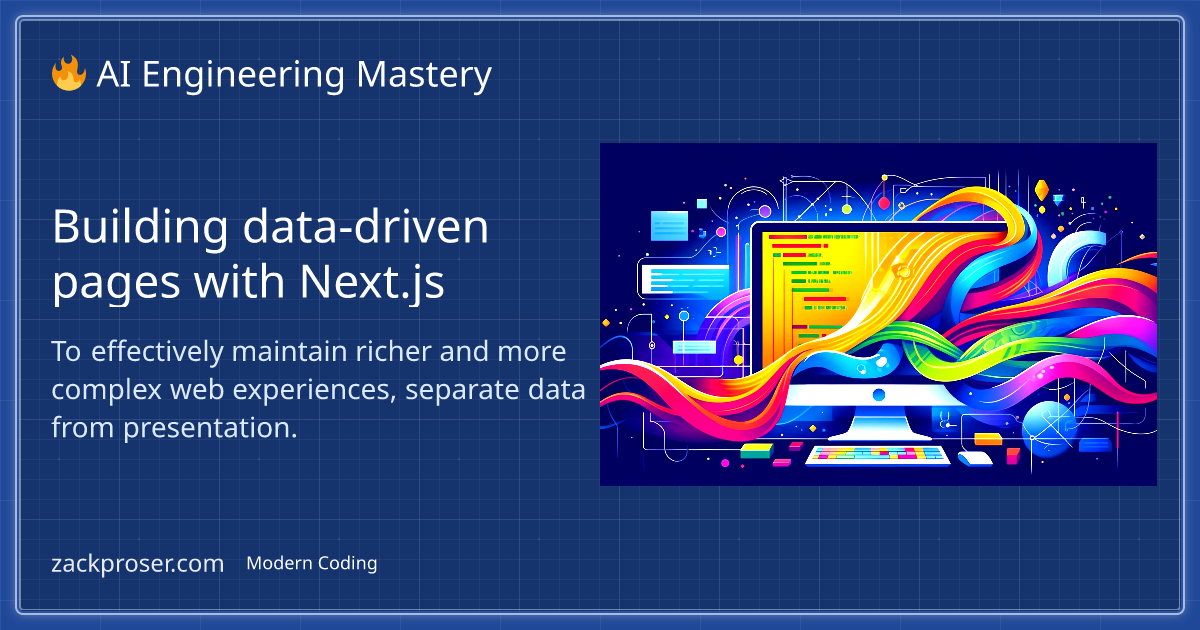 🔥 AI Engineering Mastery
Building data-driven
pages with Next.js
To effectively maintain richer and more
complex web experiences, separate data
from presentation.
zackproser.com
Modern Coding